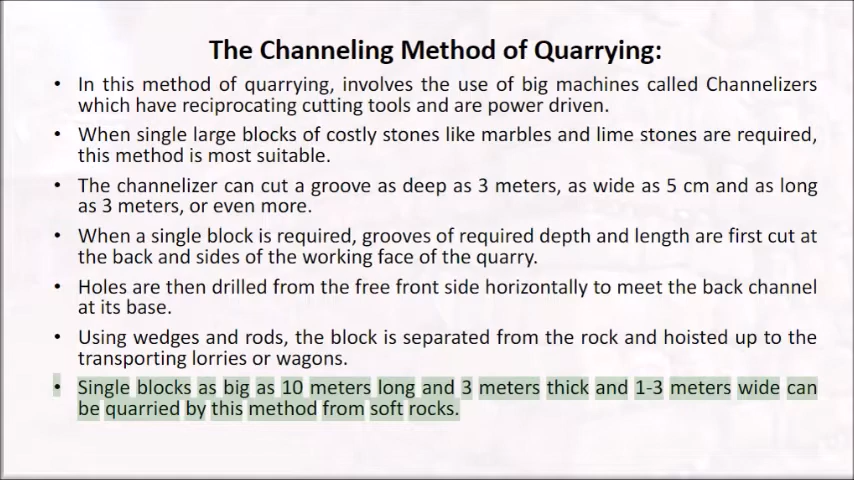 The Channeling Method of Quarrying:
• In this method of quarrying, involves the use of big machines called Channelizers
which have reciprocating cutting tools and are power driven.
• When single large blocks of costly stones like marbles and lime stones are required,
this method is most suitable.
• The channelizer can cut a groove as deep as 3 meters, as wide as 5 cm and as long
as 3 meters, or even more.
• When a single block is required, grooves of required depth and length are first cut at
the back and sides of the working face of the quarry.
• Holes are then drilled from the free front side horizontally to meet the back channel
at its base.
• Using wedges and rods, the block is separated from the rock and hoisted up to the
transporting lorries or wagons.
• Single blocks as big as 10 meters long and 3 meters thick and 1-3 meters wide can
be quarried by this method from soft rocks.